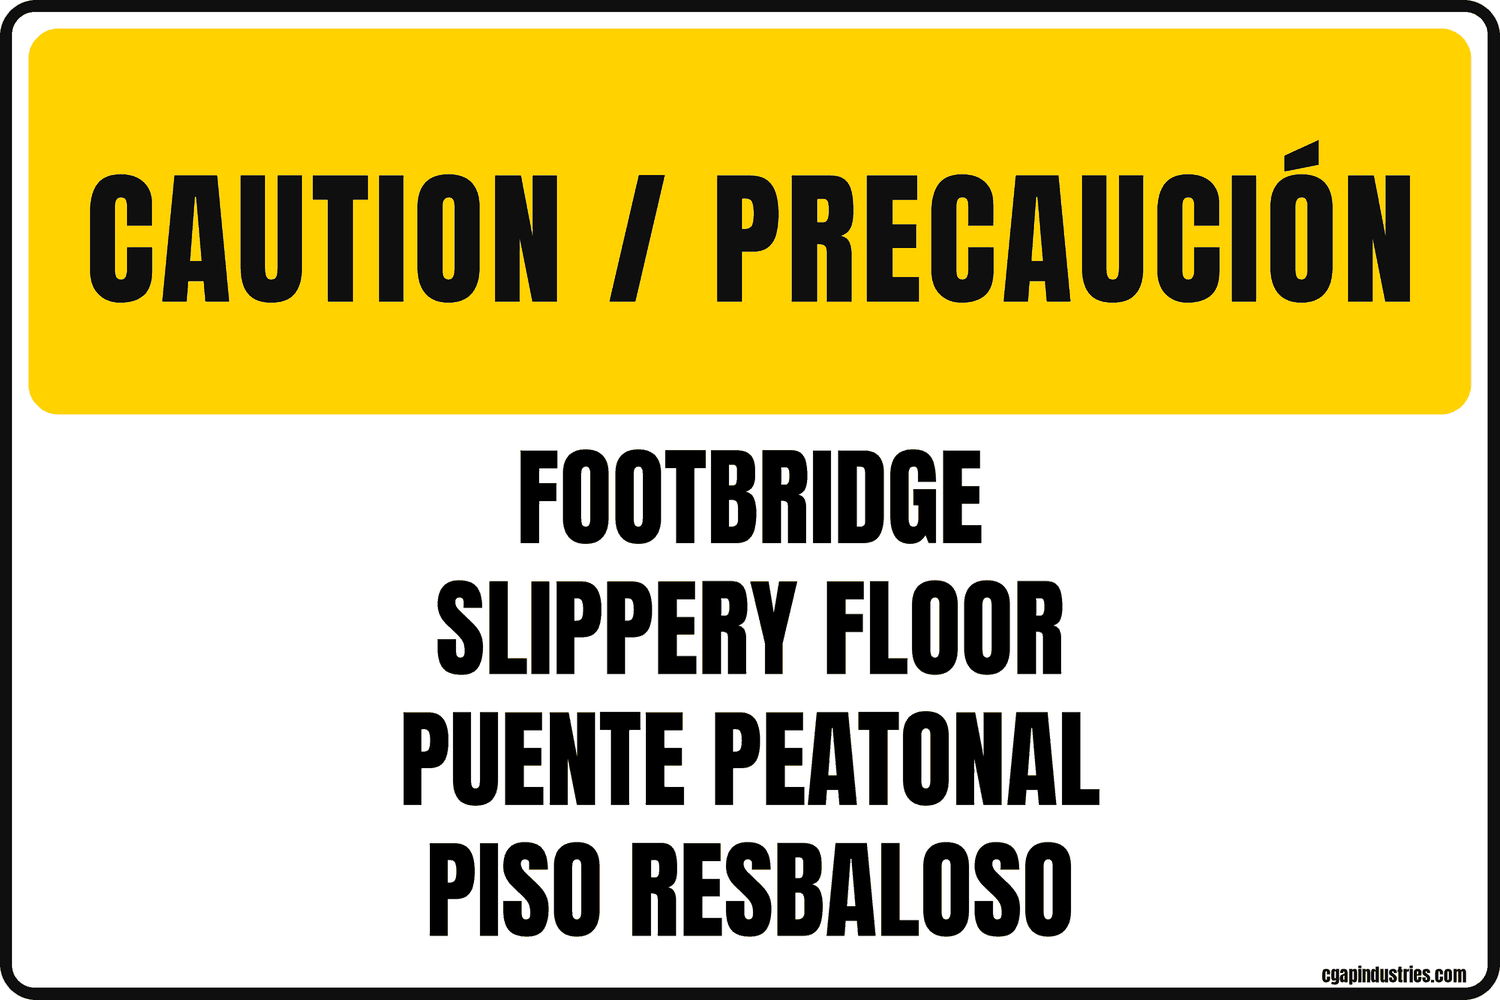 CAUTION / PRECAUCIÓN
FOOTBRIDGE
SLIPPERY FLOOR
PUENTE PEATONAL
PISO RESBALOSO
cgapindustries.com